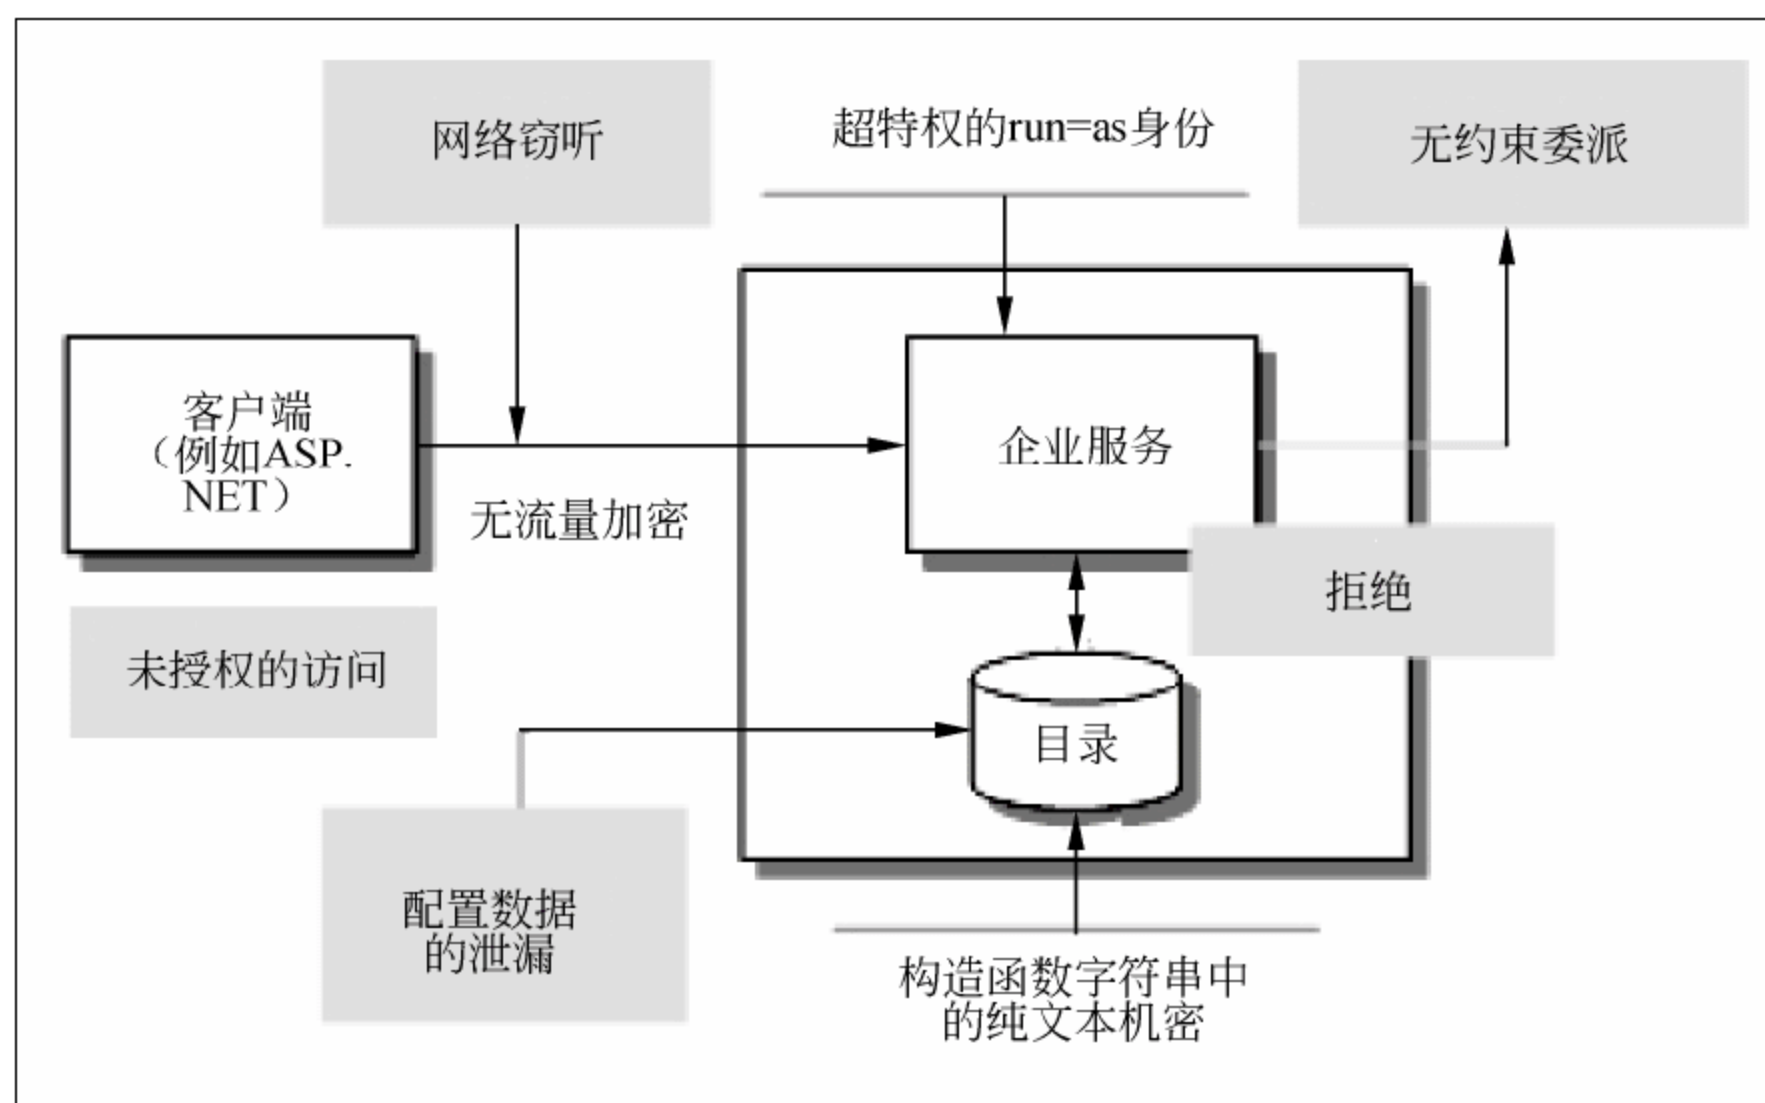 网络窃听
超特权的run=as身份
无约束委派
客户端
（例如ASP.
NET）
企业服务
无流量加密
拒绝
未授权的访问
目录
配置数据
的泄漏
构造函数字符串中
的纯文本机密